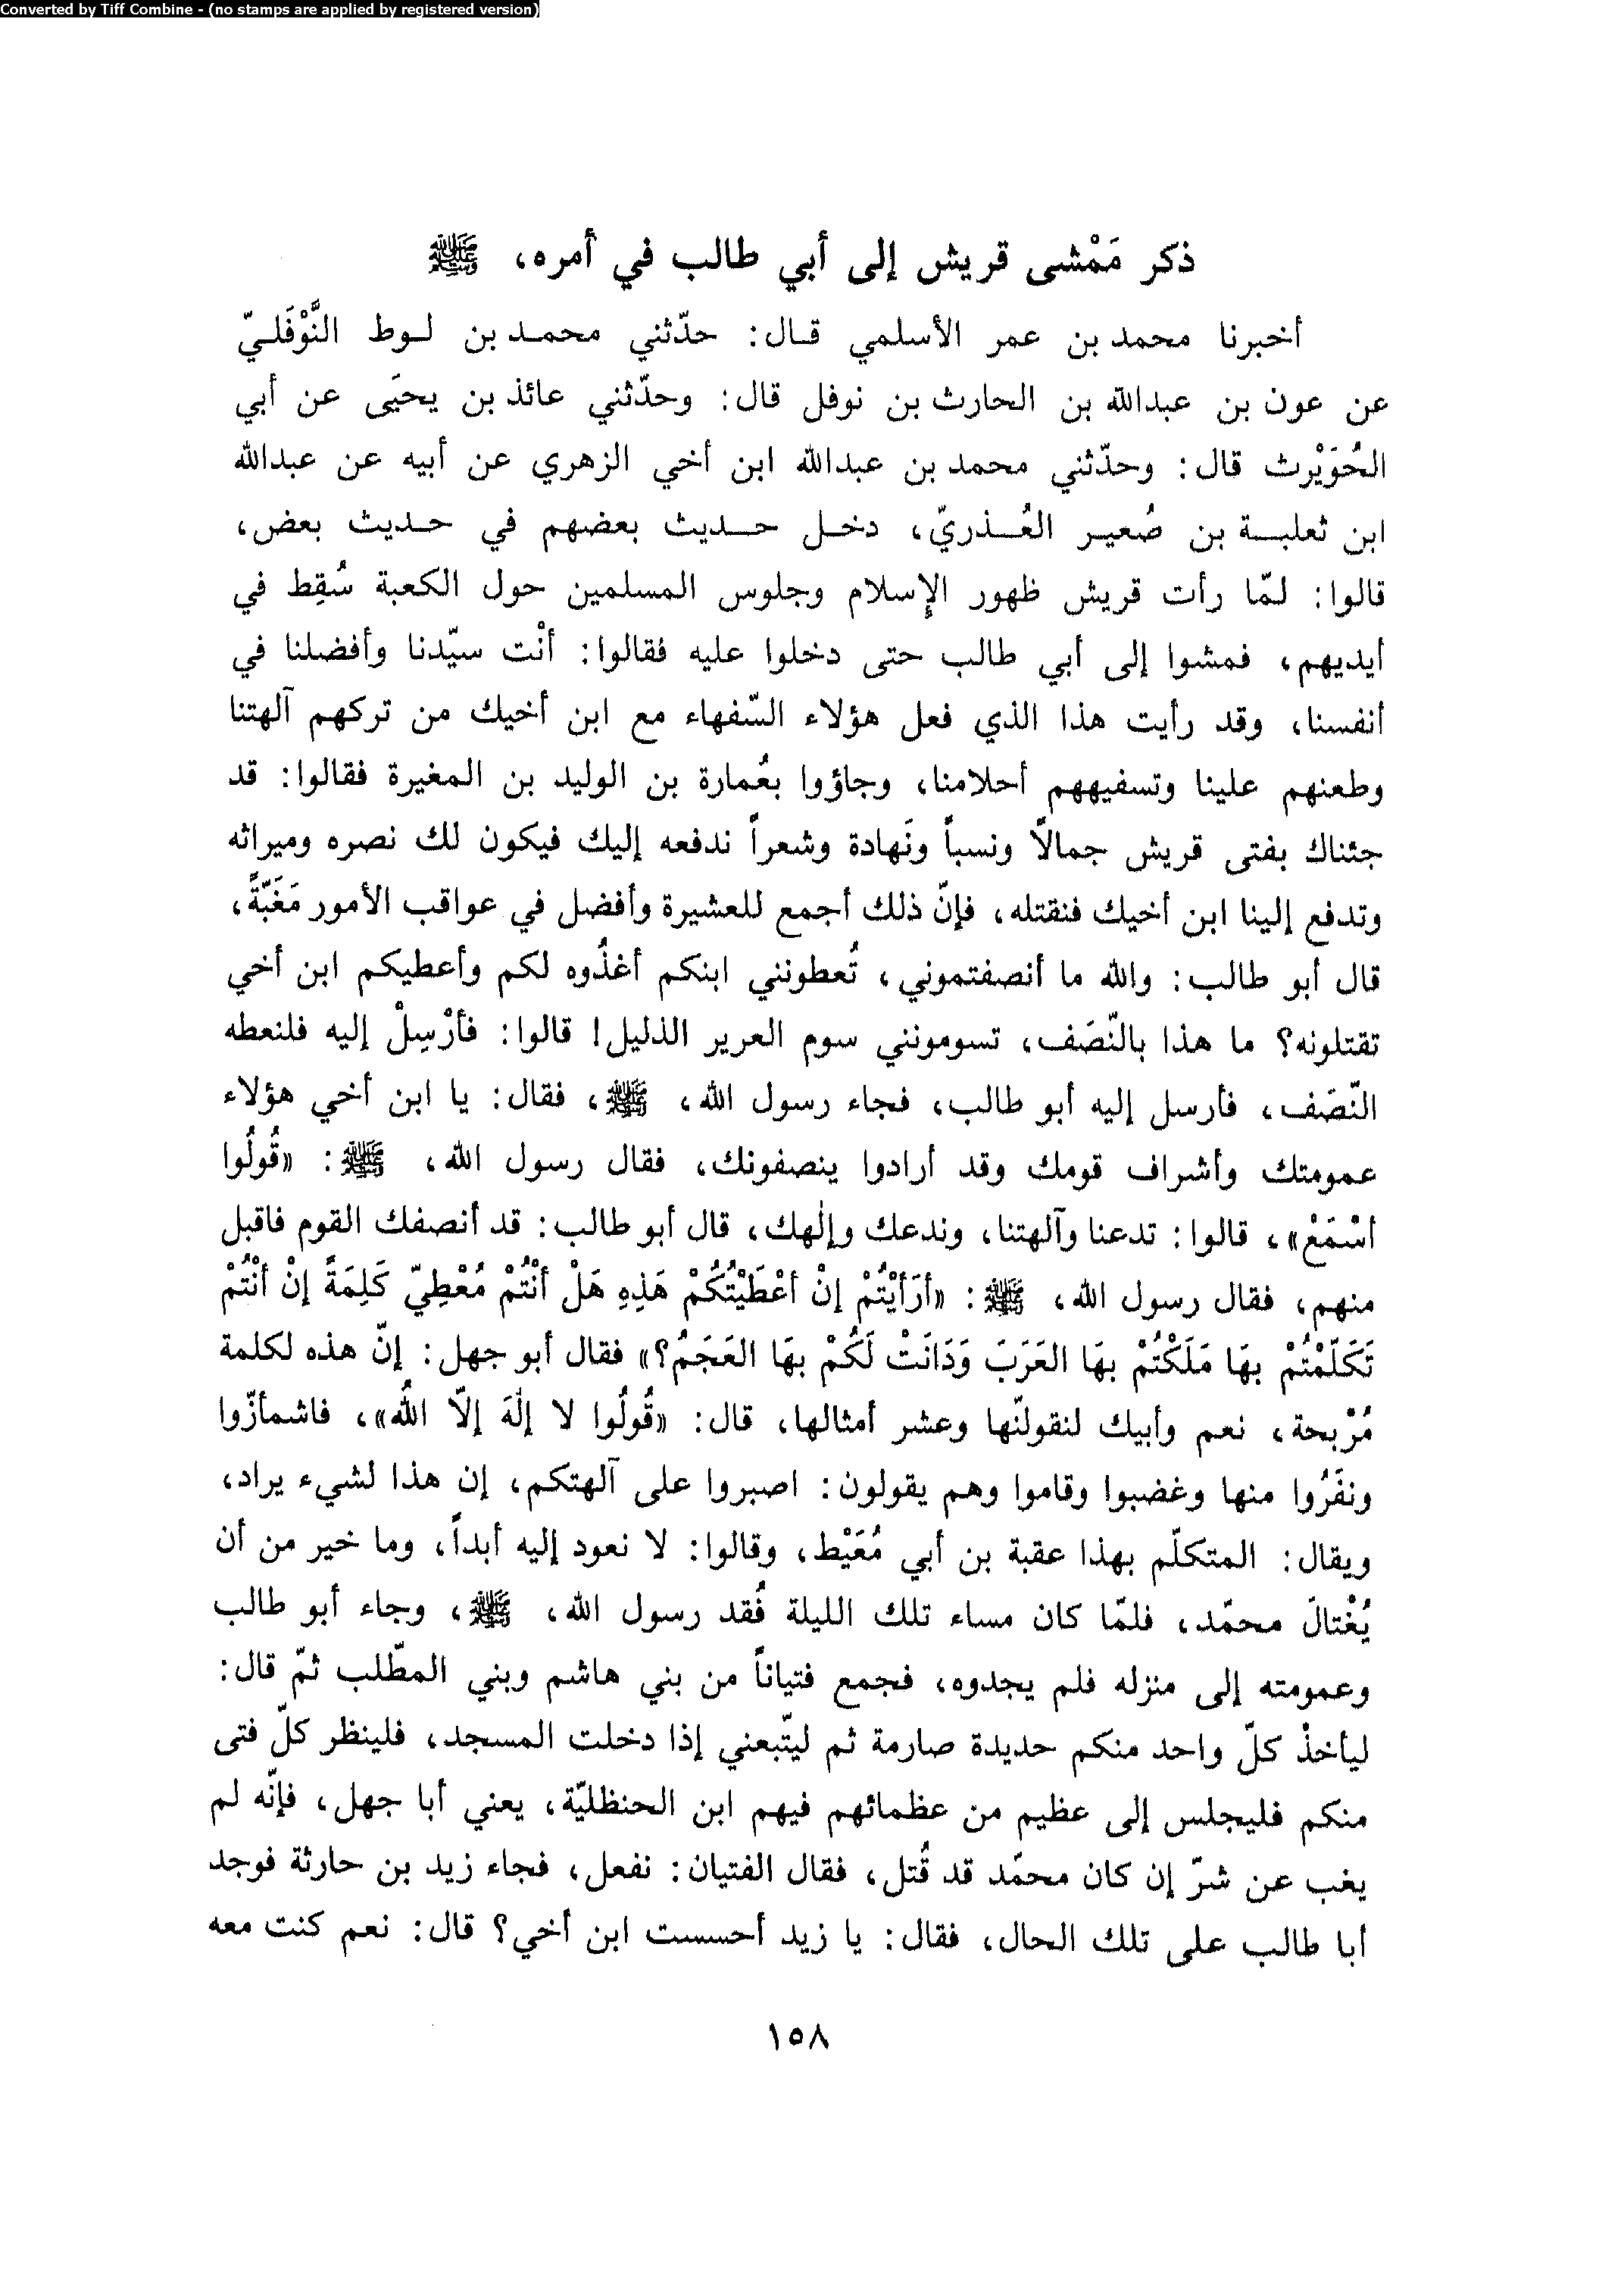 Converted by Tiff Combine - (no stamps are applied by registered version)
ذكر مَمْشى قريش إلى أبي طالب في أمره، ﷺ
أخبرنا محمد بن عمر الأسلمي قال: حدّثني محمد بن لوط النَّوْفَليّ
عن عون بن عبدالله بن الحارث بن نوفل قال: وحدّثني عائذ بن يحيَى عن أبي
الحُوَيْرث قال: وحدّثني محمد بن عبدالله ابن أخي الزهري عن أبيه عن عبدالله
ابن ثعلبة بن صُعير العُذريّ، دخل حديث بعضهم في حديث بعض،
قالوا: لمّا رأت قريش ظهور الإسلام وجلوس المسلمين حول الكعبة سُقِط في
أيديهم، فمشوا إلى أبي طالب حتى دخلوا عليه فقالوا: أنْت سيّدنا وأفضلنا في
أنفسنا، وقد رأيت هذا الذي فعل هؤلاء السّفهاء مع ابن أخيك من تركهم آلهتنا
وطعنهم علينا وتسفيههم أحلامنا، وجاؤوا بعُمارة بن الوليد بن المغيرة فقالوا: قد
جئناك بفتى قريش جمالاً ونسباً ونَهادة وشعراً ندفعه إليك فيكون لك نصره وميراثه
وتدفع إلينا ابن أخيك فنقتله، فإنّ ذلك أجمع للعشيرة وأفضل في عواقب الأمور مَغَبّةً،
قال أبو طالب: والله ما أنصفتموني، تُعطونني ابنكم أغذُوه لكم وأعطيكم ابن أخي
تقتلونه؟ ما هذا بالنّصَف، تسومونني سوم العرير الذليل! قالوا: فأرْسِلْ إليه فلنعطه
النّصَف، فأرسل إليه أبو طالب، فجاء رسول الله، ﷺ، فقال: يا ابن أخي هؤلاء
عمومتك وأشراف قومك وقد أرادوا ينصفونك، فقال رسول الله، ﷺ: «قُولُوا
أسْمَعْ»، قالوا: تدعنا وآلهتنا، وندعك وإلٰهك، قال أبو طالب: قد أنصفك القوم فاقبل
منهم، فقال رسول الله، ﷺ: «أرَأيْتُمْ إنْ أعْطَيْتُكُمْ هَذِهِ هَلْ أنْتُمْ مُعْطِيّ كَلِمَةً إنْ أنْتُمْ
تَكَلّمْتُمْ بهَا مَلَكْتُمْ بهَا العَرَبَ وَدَانَتْ لَكُمْ بهَا العَجَمُ؟» فقال أبو جهل: إنّ هذه لكلمة
مُرْبحة، نعم وأبيك لنقولنّها وعشر أمثالها، قال: «قُولُوا لا إلٰهَ إلّا اللهُ»، فاشمأزّوا
ونفَرُوا منها وغضبوا وقاموا وهم يقولون: اصبروا على آلهتكم، إن هذا لشيء يراد،
ويقال: المتكلّم بهذا عقبة بن أبي مُعَيْط، وقالوا: لا نعود إليه أبداً، وما خير من أن
يُغْتالَ محمّد، فلمّا كان مساء تلك الليلة فُقد رسول الله، ﷺ، وجاء أبو طالب
وعمومته إلى منزله فلم يجدوه، فجمع فتياناً من بني هاشم وبني المطّلب ثمّ قال:
ليأخذْ كلّ واحد منكم حديدة صارمة ثم ليتّبعني إذا دخلت المسجد، فلينظر كلّ فتى
منكم فليجلس إلى عظيم من عظمائهم فيهم ابن الحنظليّة، يعني أبا جهل، فإنّه لم
يغب عن شرّ إن كان محمّد قد قُتل، فقال الفتيان: نفعل، فجاء زيد بن حارثة فوجد
أبا طالب على تلك الحال، فقال: يا زيد أحسست ابن أخي؟ قال: نعم كنت معه
١٥٨